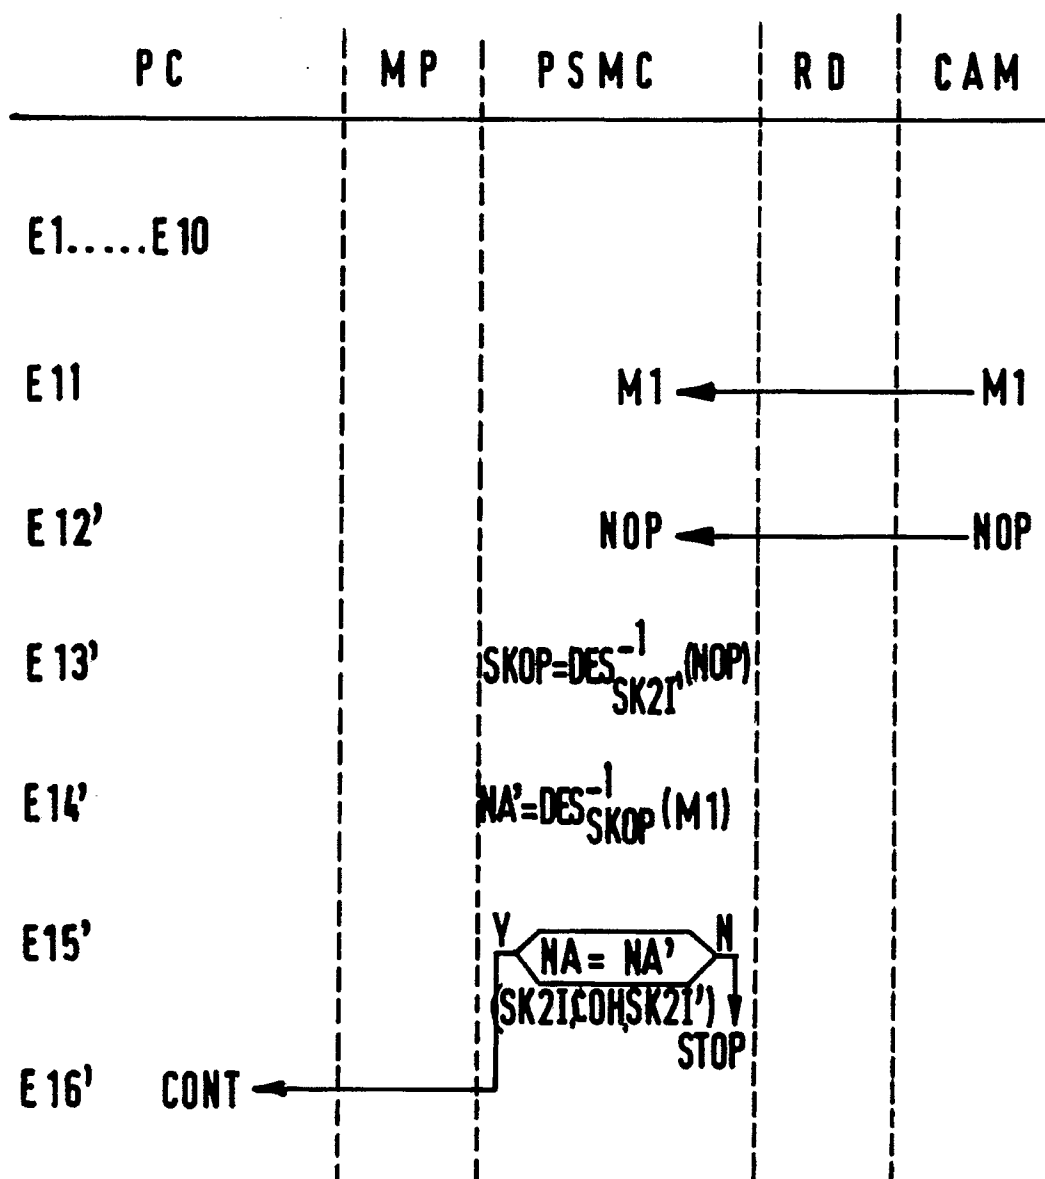 PC MP PSMC RD CAM
E1.....E10
E11 M1 M1
E12' NOP NOP
E13' SKOP=DES⁻¹SK2I'(NOP)
E14' NA'=DES⁻¹SKOP(M1)
E15' Y NA = NA' N
(SK2I,COH,SK2I')
STOP
E16' CONT